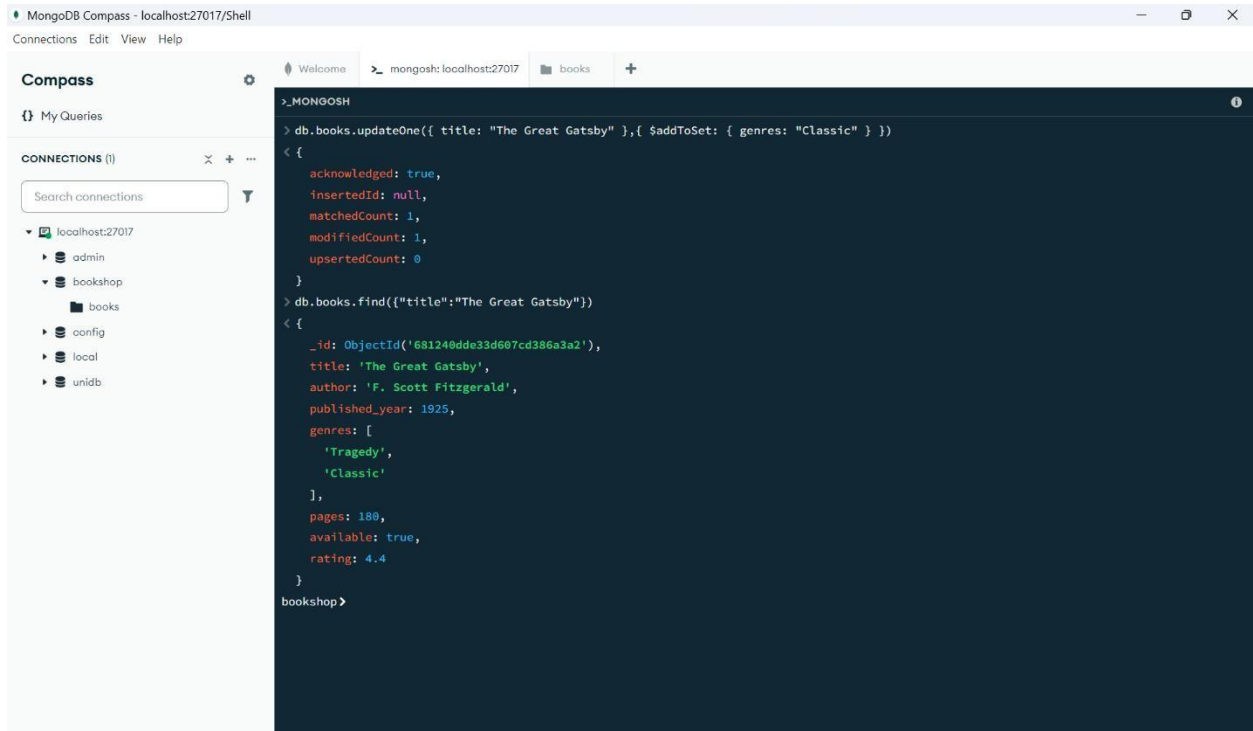 MongoDB Compass - localhost:27017/Shell
Connections Edit View Help
Compass
{} My Queries
CONNECTIONS (1)
Search connections
localhost:27017
admin
bookshop
books
config
local
unidb
Welcome >_ mongosh: localhost:27017 books +
>_MONGOSH
> db.books.updateOne({ title: "The Great Gatsby" },{ $addToSet: { genres: "Classic" } })
< {
acknowledged: true,
insertedId: null,
matchedCount: 1,
modifiedCount: 1,
upsertedCount: 0
}
> db.books.find({"title":"The Great Gatsby"})
< {
_id: ObjectId('681240dde33d607cd386a3a2'),
title: 'The Great Gatsby',
author: 'F. Scott Fitzgerald',
published_year: 1925,
genres: [
'Tragedy',
'Classic'
],
pages: 180,
available: true,
rating: 4.4
}
bookshop>